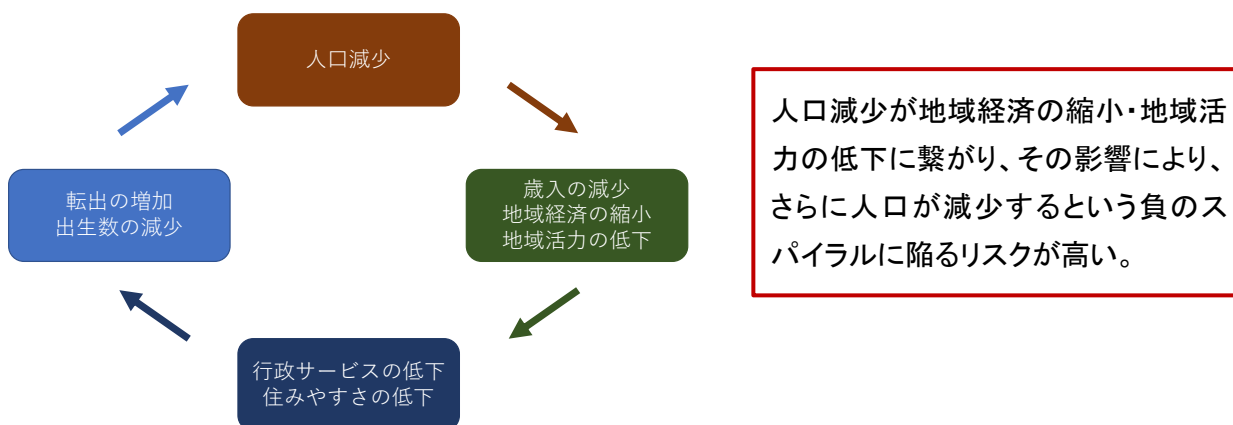 人口減少
歳入の減少
地域経済の縮小
地域活力の低下
行政サービスの低下
住みやすさの低下
転出の増加
出生数の減少
人口減少が地域経済の縮小・地域活
力の低下に繋がり、その影響により、
さらに人口が減少するという負のス
パイラルに陥るリスクが高い。